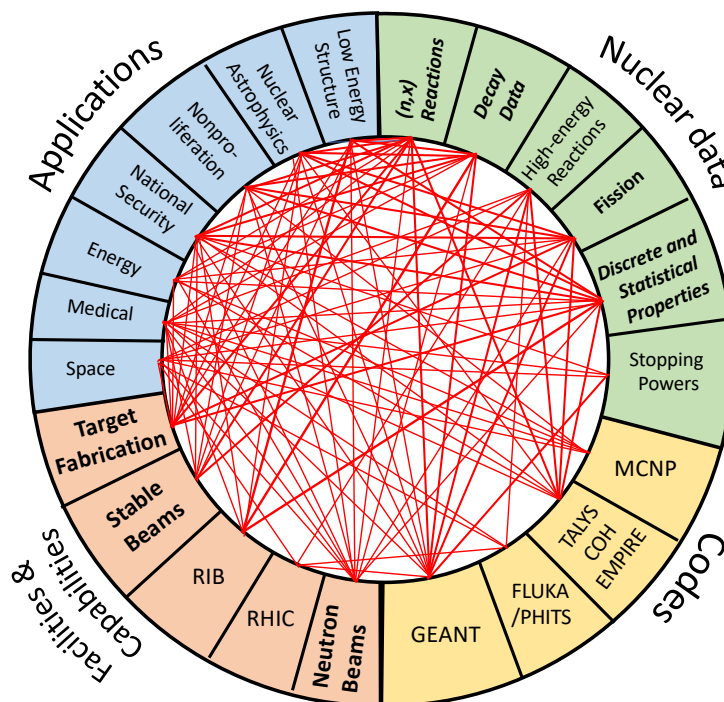 Applications
Low Energy
Structure
Nuclear
Astrophysics
Nonpro-
liferation
National
Security
Energy
Medical
Space
Nuclear data
(n,x)
Reactions
Decay
Data
High-energy
Reactions
Fission
Discrete and
Statistical
Properties
Stopping
Powers
Codes
MCNP
TALYS
COH
EMPIRE
FLUKA
/PHITS
GEANT
Facilities &
Capabilities
Target
Fabrication
Stable
Beams
RIB
RHIC
Neutron
Beams